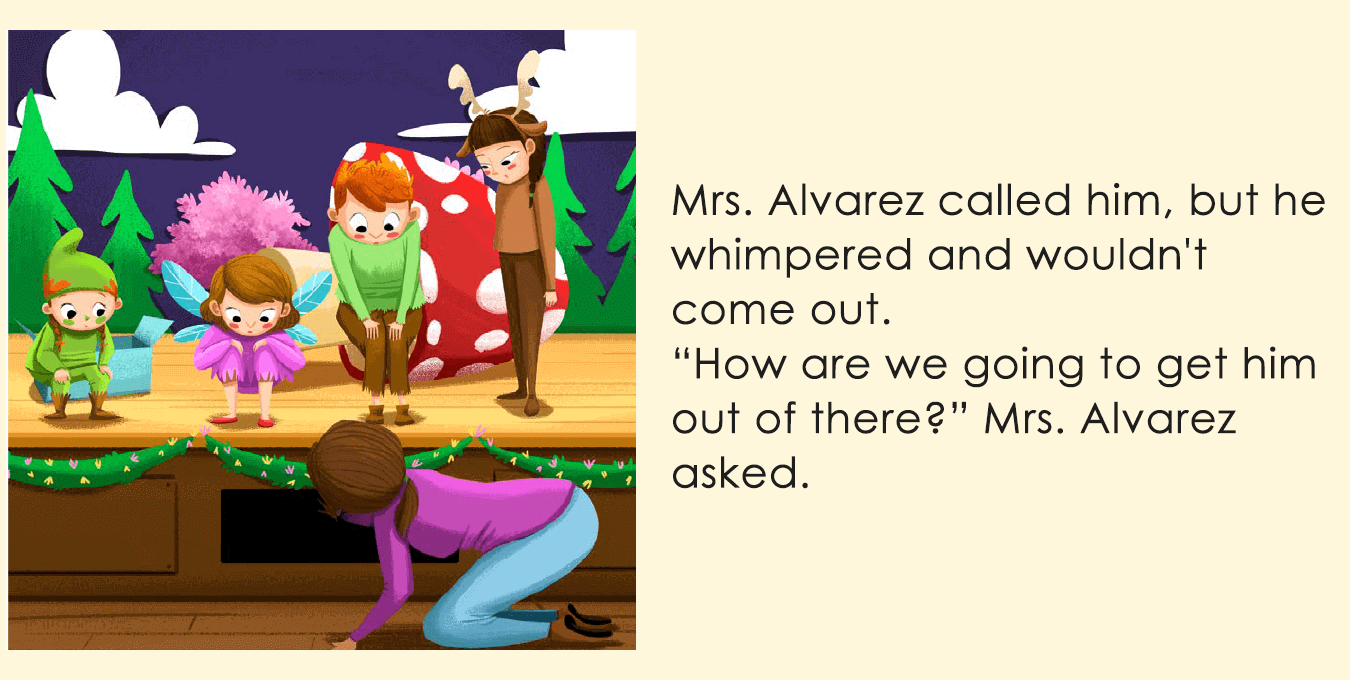 Mrs. Alvarez called him, but he
whimpered and wouldn't
come out.
“How are we going to get him
out of there?” Mrs. Alvarez
asked.